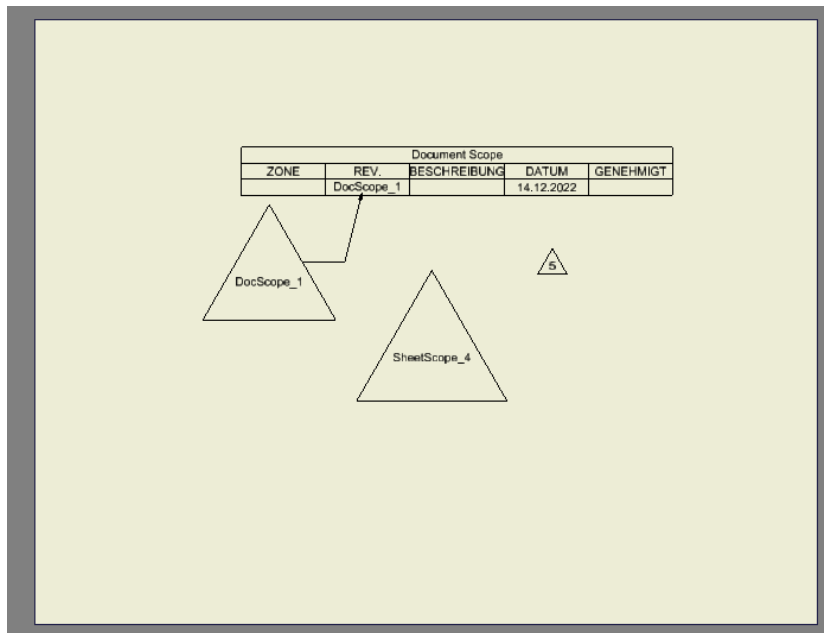 Document Scope
ZONE REV. BESCHREIBUNG DATUM GENEHMIGT
DocScope_1 14.12.2022
5
DocScope_1
SheetScope_4